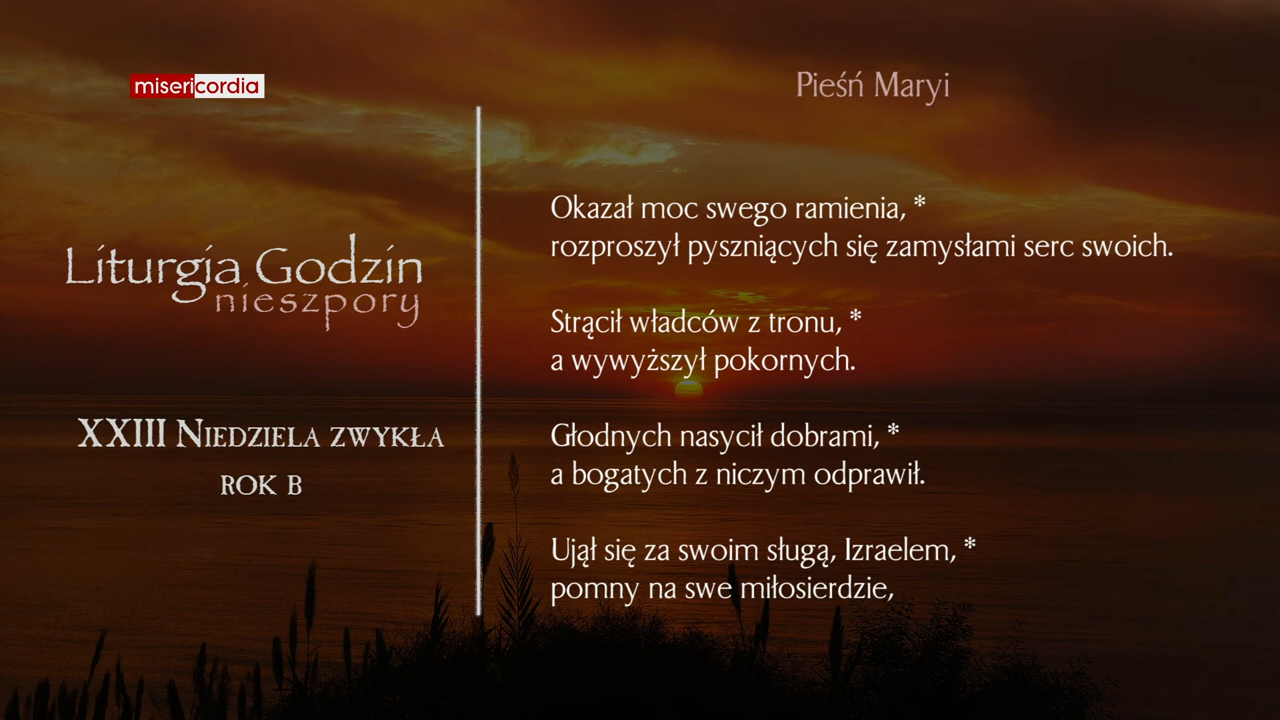 misericordia
Liturgia Godzin
nieszpory
XXIII Niedziela zwykła
rok B
Pieśń Maryi
Okazał moc swego ramienia, *
rozproszył pyszniących się zamysłami serc swoich.
Strącił władców z tronu, *
a wywyższył pokornych.
Głodnych nasycił dobrami, *
a bogatych z niczym odprawił.
Ujął się za swoim sługą, Izraelem, *
pomny na swe miłosierdzie,